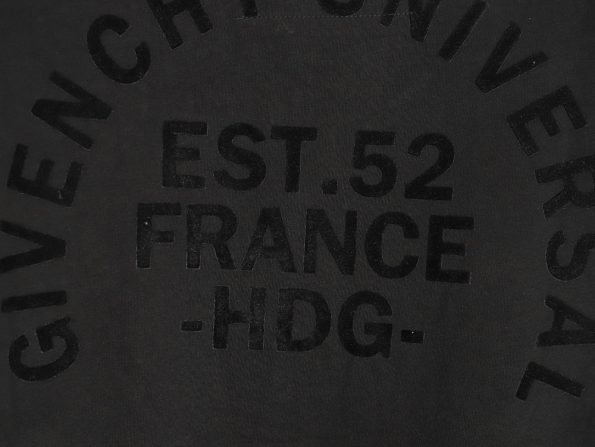 GIVENCHY UNIVERSAL
EST.52
FRANCE
-HDG-